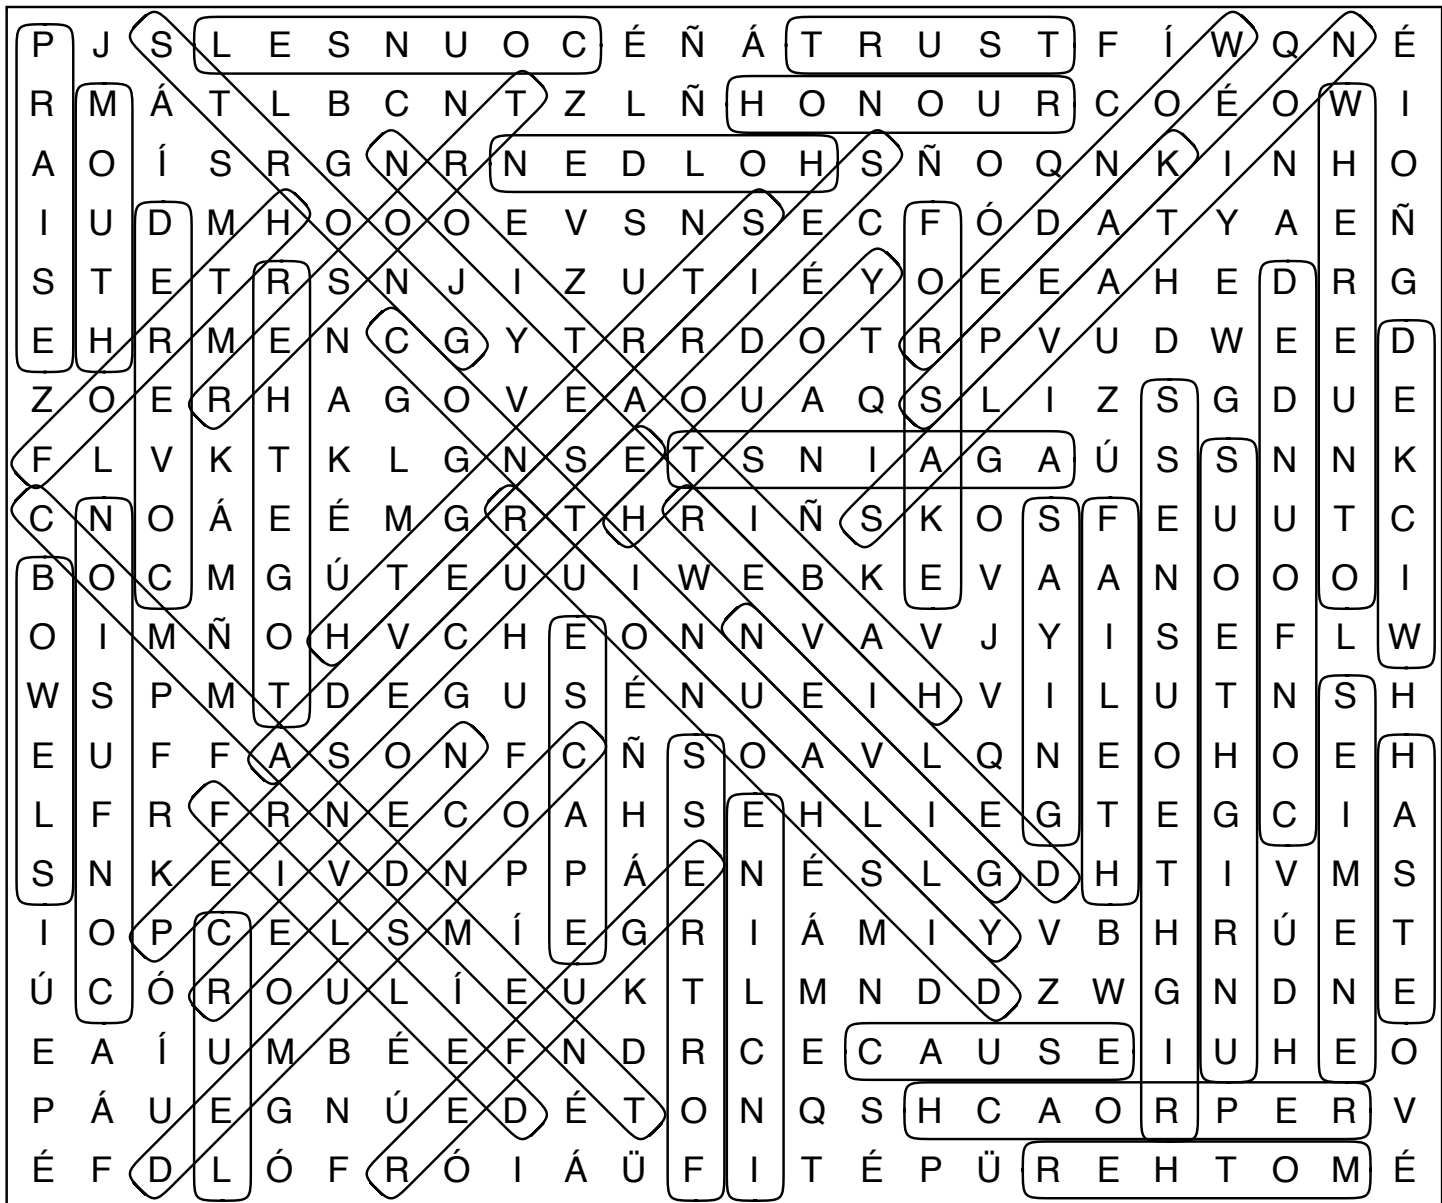 P J S L E S N U O C É Ñ Á T R U S T F Í W Q N É
R M Á T L B C N T Z L Ñ H O N O U R C O É O W I
A O Í S R G N R N E D L O H S Ñ O Q N K I N H O
I U D M H O O O E V S N S E C F Ó D A T Y A E Ñ
S T E T R S N J I Z U T I É Y O E E A H E D R G
E H R M E N C G Y T R R D O T R P V U D W E E D
Z O E R H A G O V E A O U A Q S L I Z S G D U E
F L V K T K L G N S E T S N I A G A Ú S S N N K
C N O Á E É M G R T H R I Ñ S K O S F E U U T C
B O C M G Ú T E U U I W E B K E V A A N O O O I
O I M Ñ O H V C H E O N N V A V J Y I S E F L W
W S P M T D E G U S É N U E I H V I L U T N S H
E U F F A S O N F C Ñ S O A V L Q N E O H O E H
L F R F R N E C O A H S E H L I E G T E G C I A
S N K E I V D N P P Á E N É S L G D H T I V M S
I O P C E L S M Í E G R I Á M I Y V B H R Ú E T
Ú C Ó R O U L Í E U K T L M N D D Z W G N D N E
E A Í U M B É E F N D R C E C A U S E I U H E O
P Á U E G N Ú E D É T O N Q S H C A O R P E R V
É F D L Ó F R Ó I Á Ü F I T É P Ü R E H T O M É